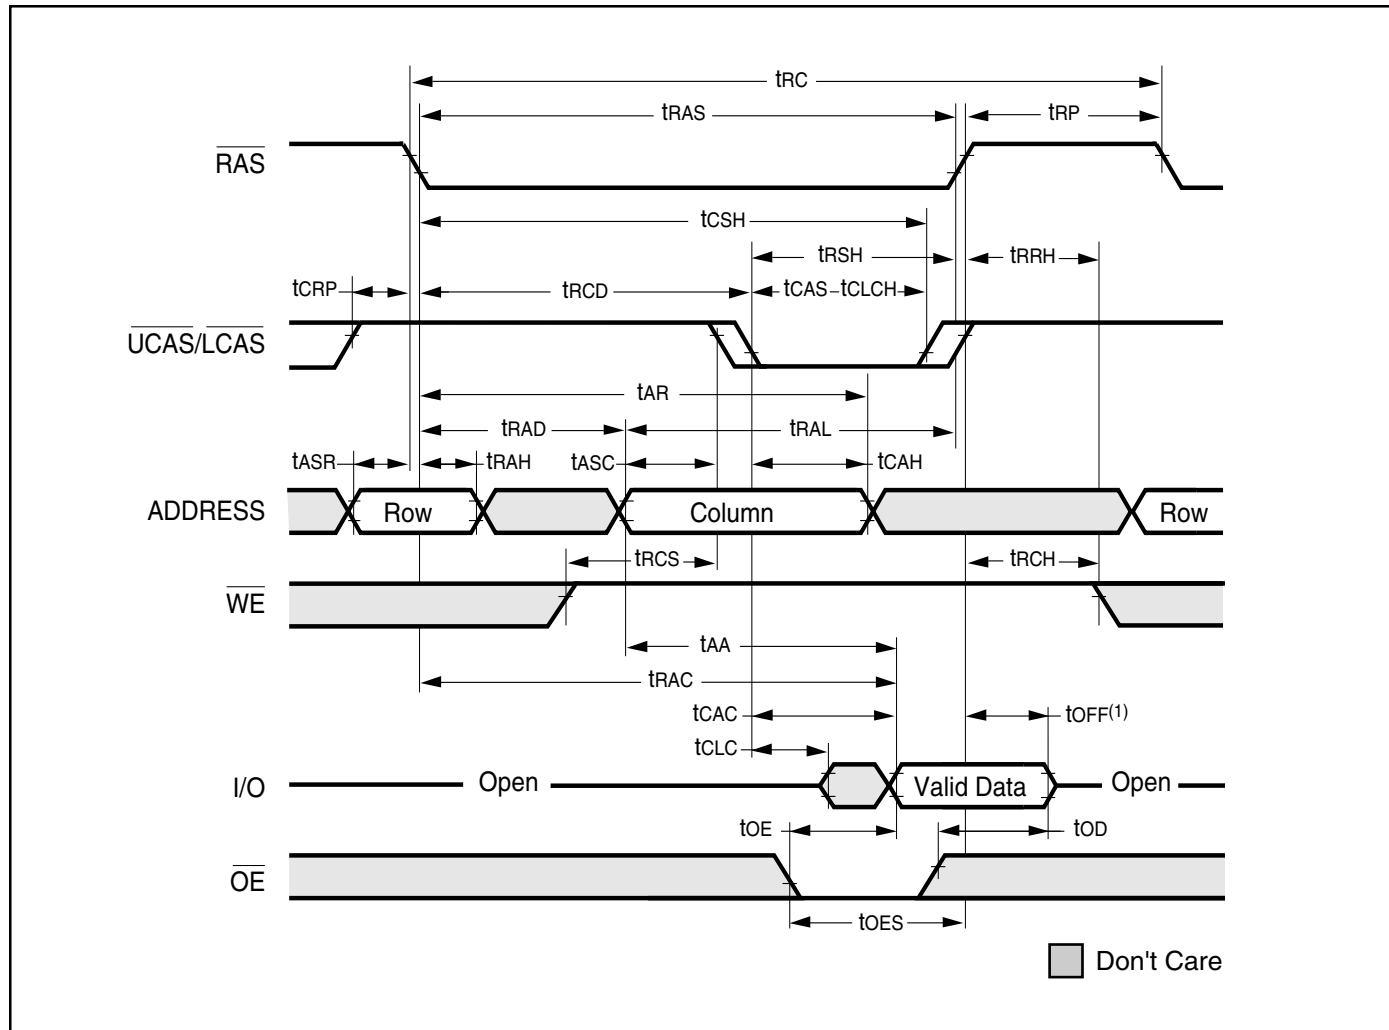 tRC
tRAS
tRP
RAS
tCSH
tRSH
tRRH
tCRP
tRCD
tCAS
tCLCH
UCAS/LCAS
tAR
tRAD
tRAL
tASR
tRAH
tASC
tCAH
ADDRESS
Row
Column
Row
tRCS
tRCH
WE
tAA
tRAC
tCAC
tOFF(1)
tCLC
I/O
Open
Valid Data
Open
tOE
tOD
OE
tOES
Don't Care